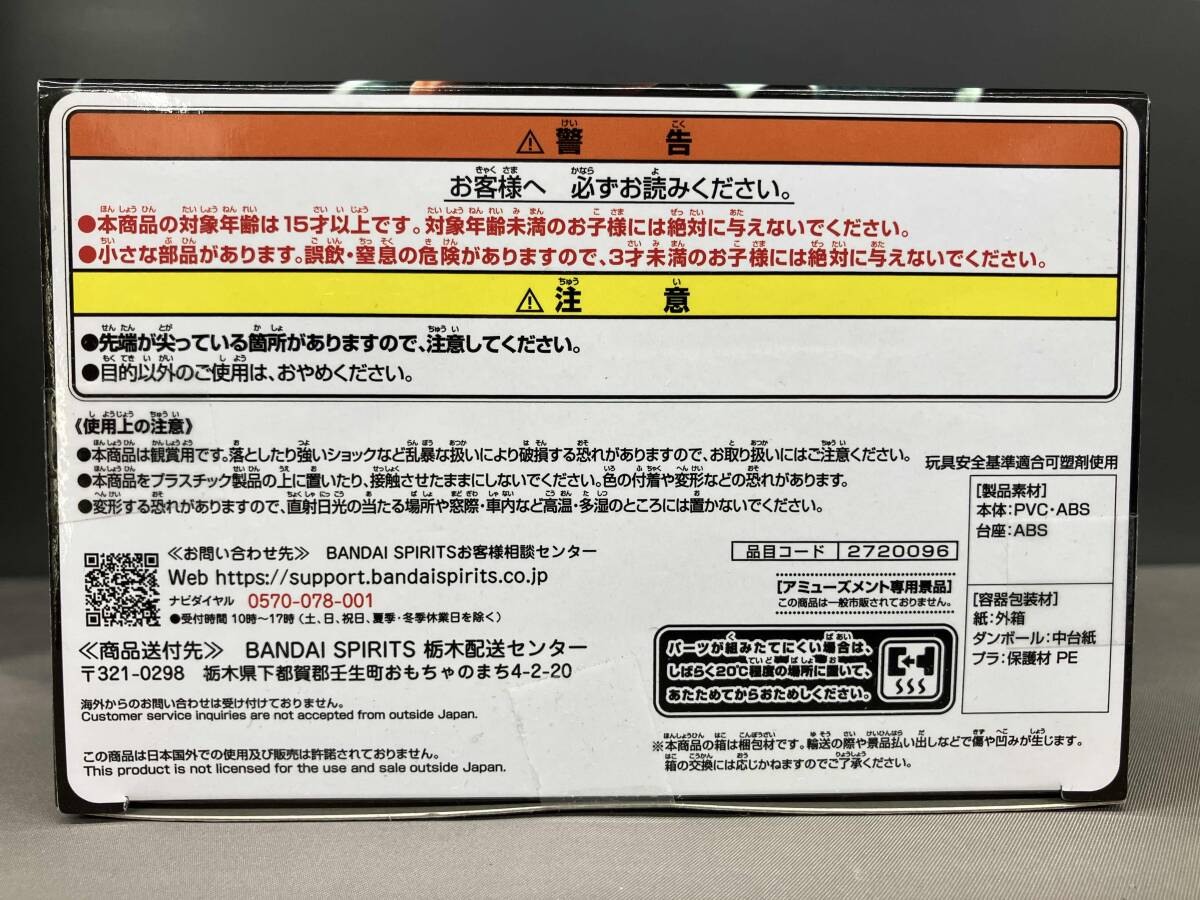 ⚠警告
お客様へ 必ずお読みください。
●本商品の対象年齢は15才以上です。対象年齢未満のお子様には絶対に与えないでください。
●小さな部品があります。誤飲・窒息の危険がありますので、3才未満のお子様には絶対に与えないでください。
⚠注意
●先端が尖っている箇所がありますので、注意してください。
●目的以外のご使用は、おやめください。
《使用上の注意》
●本商品は観賞用です。落としたり強いショックなど乱暴な扱いにより破損する恐れがありますので、お取り扱いにはご注意ください。
●本商品をプラスチック製品の上に置いたり、接触させたままにしないでください。色の付着や変形などの恐れがあります。
●変形する恐れがありますので、直射日光の当たる場所や窓際・車内など高温・多湿のところには置かないでください。
玩具安全基準適合可塑剤使用
[製品素材]
本体:PVC・ABS
台座:ABS
≪お問い合わせ先≫ BANDAI SPIRITSお客様相談センター
Web https://support.bandaispirits.co.jp
ナビダイヤル 0570-078-001
●受付時間 10時〜17時(土、日、祝日、夏季・冬季休業日を除く)
≪商品送付先≫ BANDAI SPIRITS 栃木配送センター
〒321-0298 栃木県下都賀郡壬生町おもちゃのまち4-2-20
海外からのお問い合わせは受け付けておりません。
Customer service inquiries are not accepted from outside Japan.
この商品は日本国外での使用及び販売は許諾されておりません。
This product is not licensed for the use and sale outside Japan.
品目コード 2720096
[アミューズメント専用景品]
この商品は一般市販されておりません。
[容器包装材]
紙:外箱
ダンボール:中台紙
プラ:保護材 PE
パーツが組みたてにくい場合は、
しばらく20℃程度の場所に置いて、
あたためてからおためしください。
※本商品の箱は梱包材です。輸送の際や景品払い出しなどで傷や凹みが生じます。
箱の交換には応じかねますのでご了承ください。